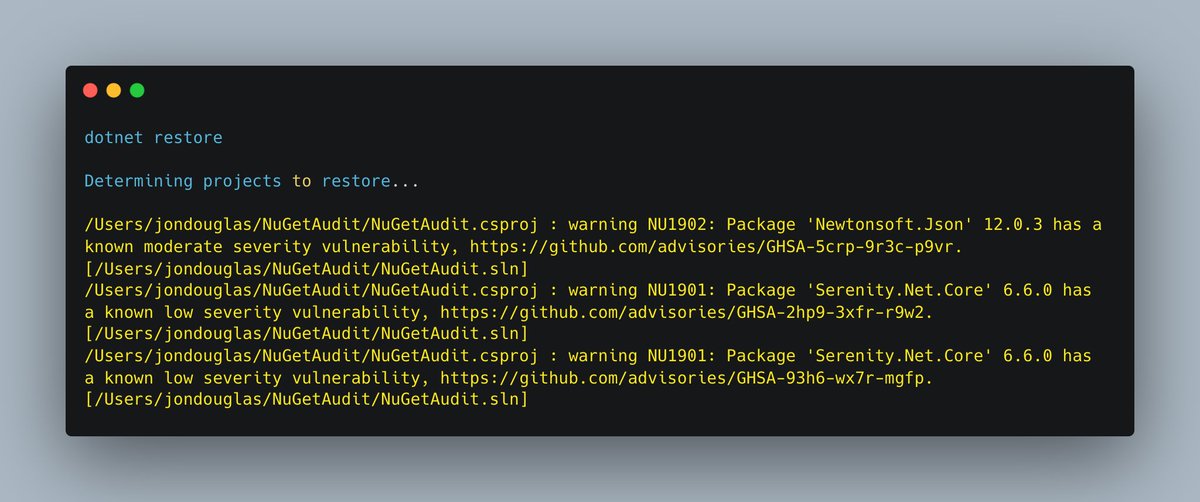 dotnet restore
Determining projects to restore...
/Users/jondouglas/NuGetAudit/NuGetAudit.csproj : warning NU1902: Package 'Newtonsoft.Json' 12.0.3 has a
known moderate severity vulnerability, https://github.com/advisories/GHSA-5crp-9r3c-p9vr.
[/Users/jondouglas/NuGetAudit/NuGetAudit.sln]
/Users/jondouglas/NuGetAudit/NuGetAudit.csproj : warning NU1901: Package 'Serenity.Net.Core' 6.6.0 has
a known low severity vulnerability, https://github.com/advisories/GHSA-2hp9-3xfr-r9w2.
[/Users/jondouglas/NuGetAudit/NuGetAudit.sln]
/Users/jondouglas/NuGetAudit/NuGetAudit.csproj : warning NU1901: Package 'Serenity.Net.Core' 6.6.0 has
a known low severity vulnerability, https://github.com/advisories/GHSA-93h6-wx7r-mgfp.
[/Users/jondouglas/NuGetAudit/NuGetAudit.sln]